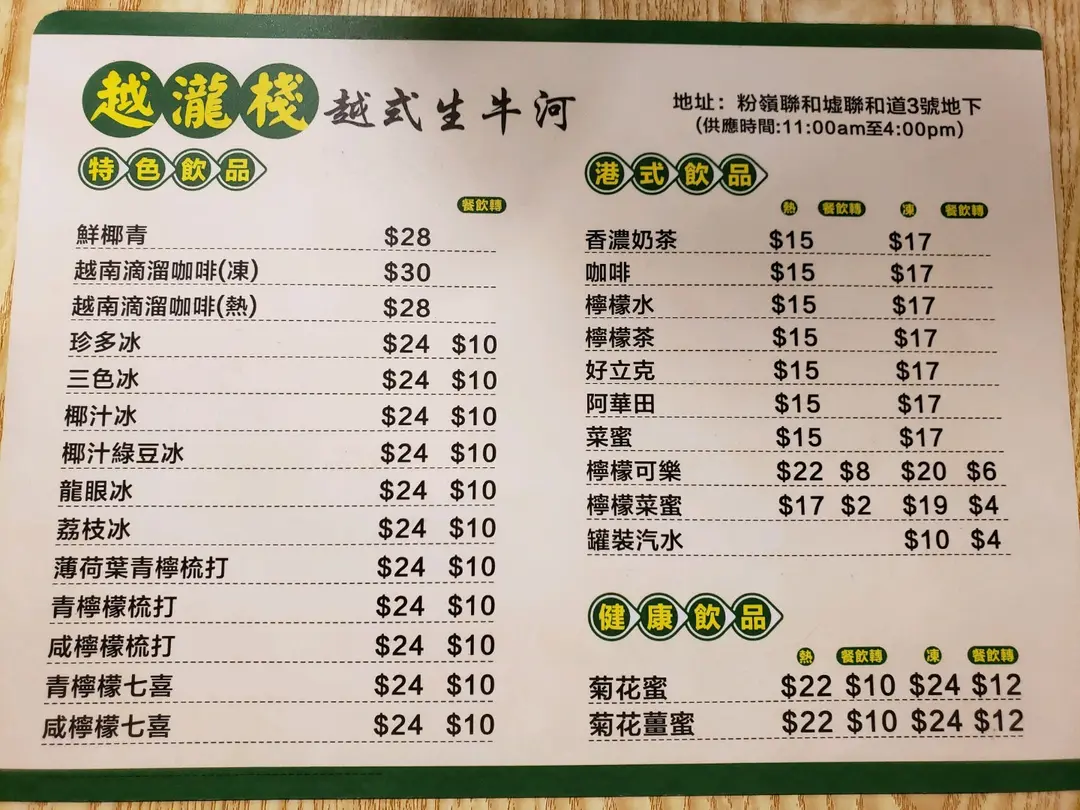 越瀧棧 越式生牛河
地址：粉嶺聯和墟聯和道3號地下
(供應時間:11:00am至4:00pm)
特色飲品
餐飲轉
鮮椰青 $28
越南滴溜咖啡(凍) $30
越南滴溜咖啡(熱) $28
珍多冰 $24 $10
三色冰 $24 $10
椰汁冰 $24 $10
椰汁綠豆冰 $24 $10
龍眼冰 $24 $10
荔枝冰 $24 $10
薄荷葉青檸梳打 $24 $10
青檸檬梳打 $24 $10
咸檸檬梳打 $24 $10
青檸檬七喜 $24 $10
咸檸檬七喜 $24 $10
港式飲品
熱 餐飲轉 凍 餐飲轉
香濃奶茶 $15 $17
咖啡 $15 $17
檸檬水 $15 $17
檸檬茶 $15 $17
好立克 $15 $17
阿華田 $15 $17
菜蜜 $15 $17
檸檬可樂 $22 $8 $20 $6
檸檬菜蜜 $17 $2 $19 $4
罐裝汽水 $10 $4
健康飲品
熱 餐飲轉 凍 餐飲轉
菊花蜜 $22 $10 $24 $12
菊花薑蜜 $22 $10 $24 $12